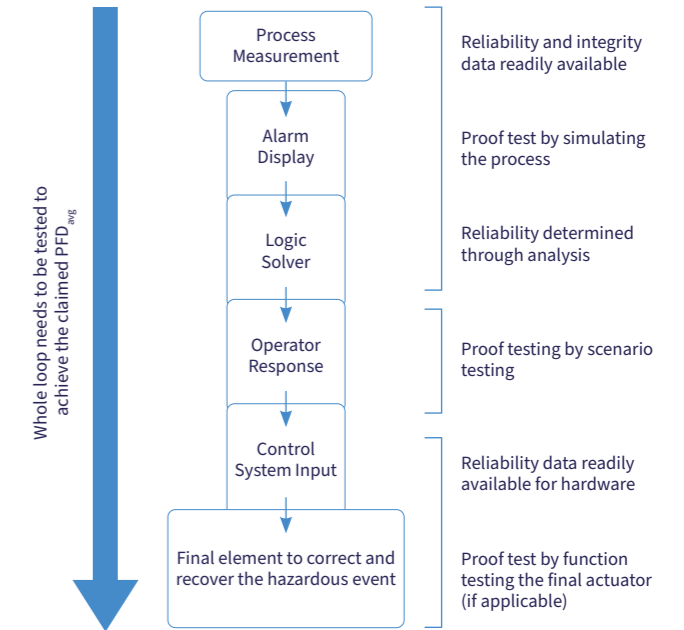 Process
Measurement
Alarm
Display
Logic
Solver
Operator
Response
Control
System Input
Final element to correct and
recover the hazardous event
Whole loop needs to be tested to
achieve the claimed PFDavg
Reliability and integrity
data readily available
Proof test by simulating
the process
Reliability determined
through analysis
Proof testing by scenario
testing
Reliability data readily
available for hardware
Proof test by function
testing the final actuator
(if applicable)